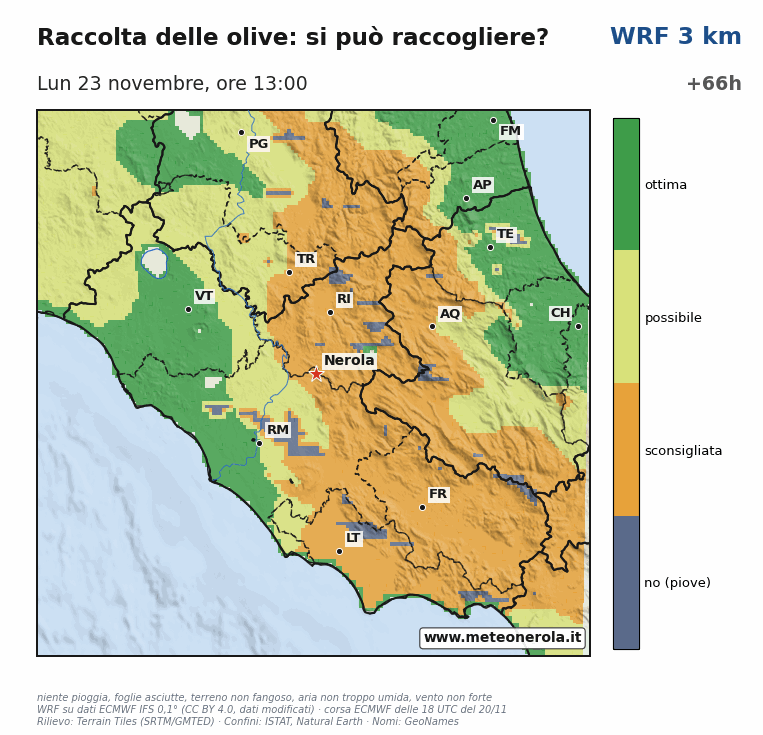 Raccolta delle olive: si può raccogliere?
WRF 3 km
Lun 23 novembre, ore 13:00
+66h
FM
PG
AP
TE
TR
VT
RI
AQ
CH
Nerola
RM
FR
LT
www.meteonerola.it
ottima
possibile
sconsigliata
no (piove)
niente pioggia, foglie asciutte, terreno non fangoso, aria non troppo umida, vento non forte
WRF su dati ECMWF IFS 0,1° (CC BY 4.0, dati modificati) · corsa ECMWF delle 18 UTC del 20/11
Rilievo: Terrain Tiles (SRTM/GMTED) · Confini: ISTAT, Natural Earth · Nomi: GeoNames